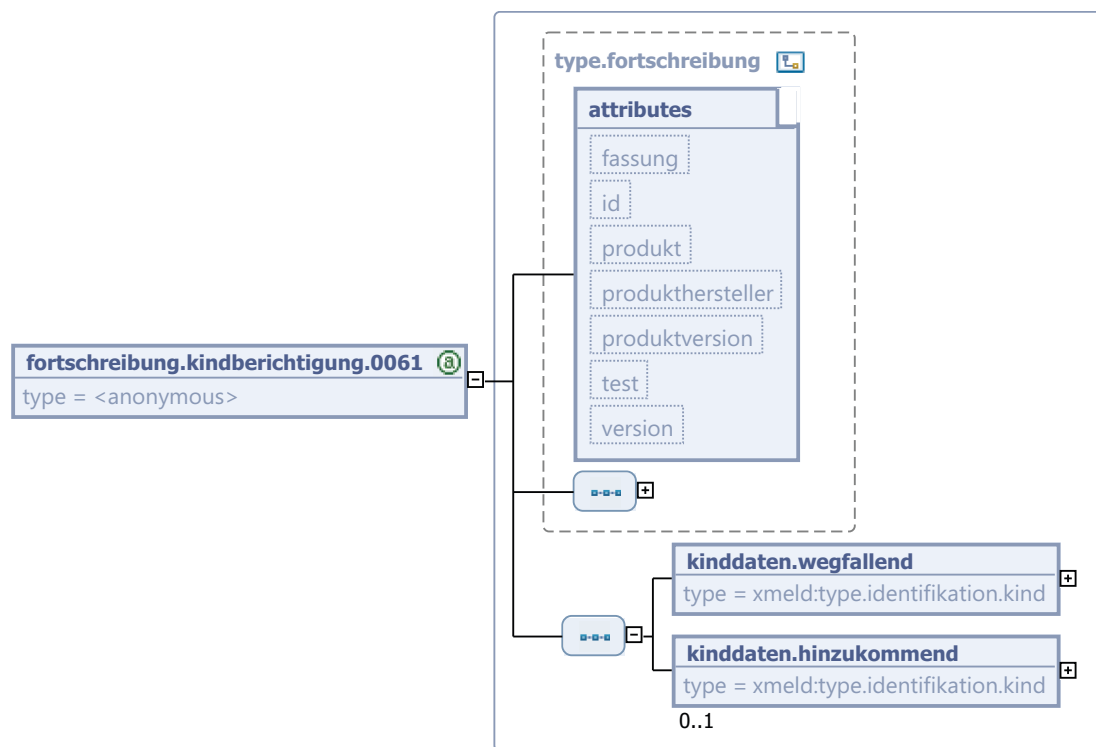 type.fortschreibung
attributes
fassung
id
produkt
produkthersteller
produktversion
test
version
fortschreibung.kindberichtigung.0061 @
type = <anonymous>
kinddaten.wegfallend
type = xmeld:type.identifikation.kind
kinddaten.hinzukommend
type = xmeld:type.identifikation.kind
0..1